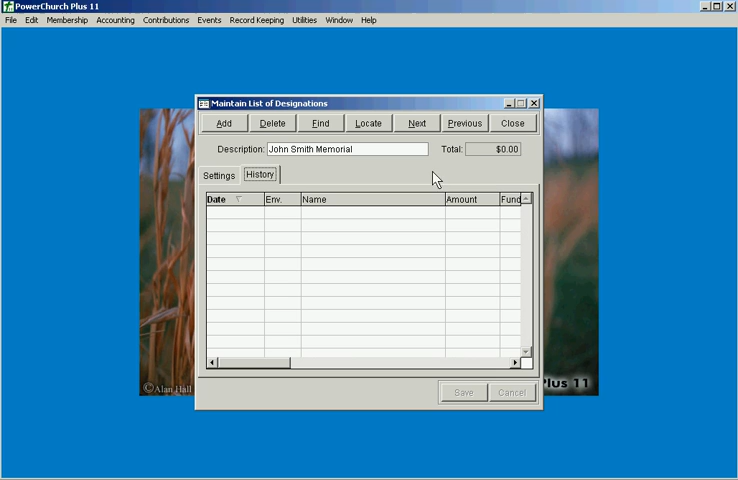 PowerChurch Plus 11
File Edit Membership Accounting Contributions Events Record Keeping Utilities Window Help
Maintain List of Designations
Add Delete Find Locate Next Previous Close
Description: John Smith Memorial Total: $0.00
Settings History
Date Env. Name Amount Fund
©Alan Hall
Plus 11
Save Cancel